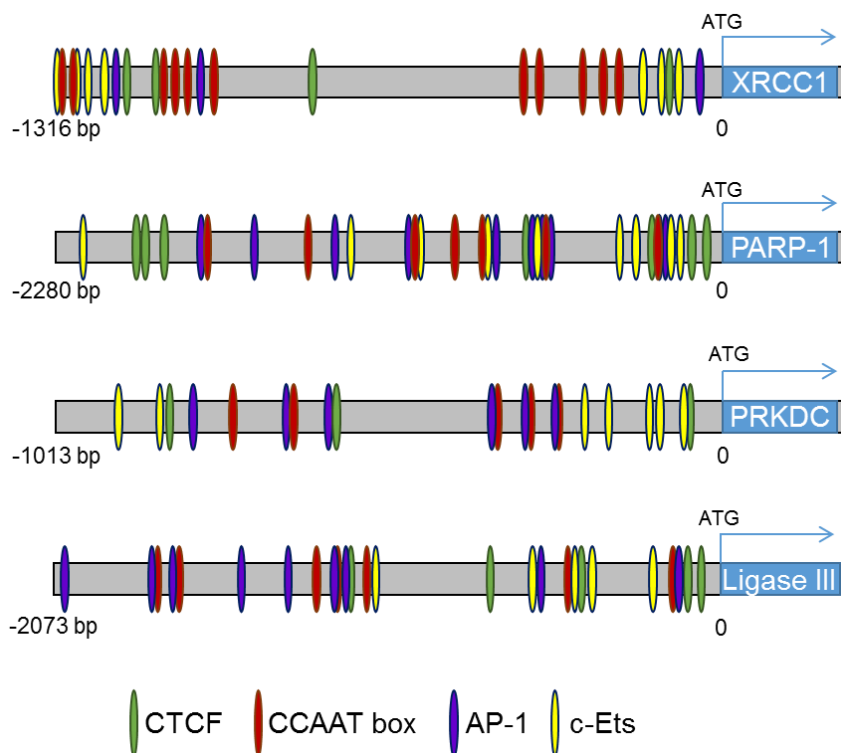 ATG
XRCC1
-1316 bp 0
ATG
PARP-1
-2280 bp 0
ATG
PRKDC
-1013 bp 0
ATG
Ligase III
-2073 bp 0
CTCF CCAAT box AP-1 c-Ets